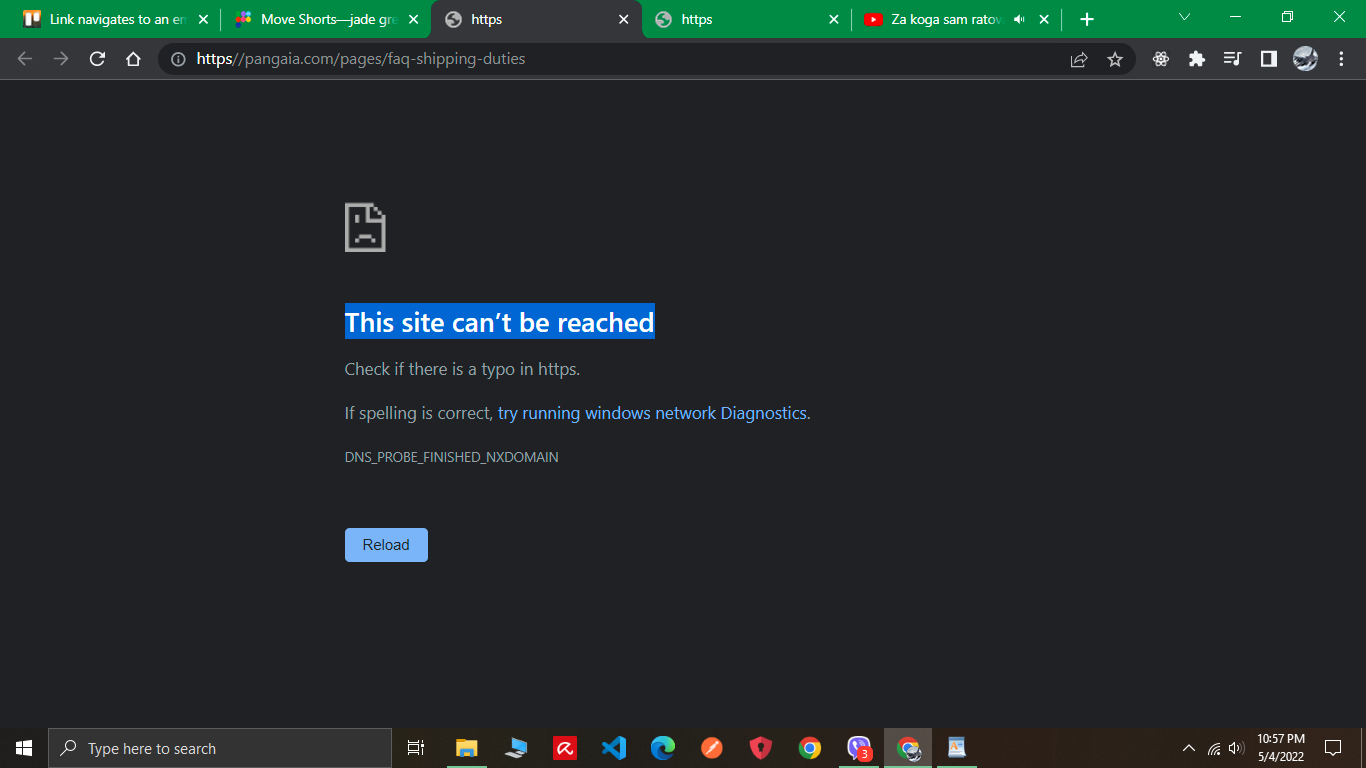 Link navigates to an en
Move Shorts—jade gre
https
https
Za koga sam ratov
https//pangaia.com/pages/faq-shipping-duties
This site can’t be reached
Check if there is a typo in https.
If spelling is correct, try running windows network Diagnostics.
DNS_PROBE_FINISHED_NXDOMAIN
Reload
Type here to search
3
10:57 PM
5/4/2022